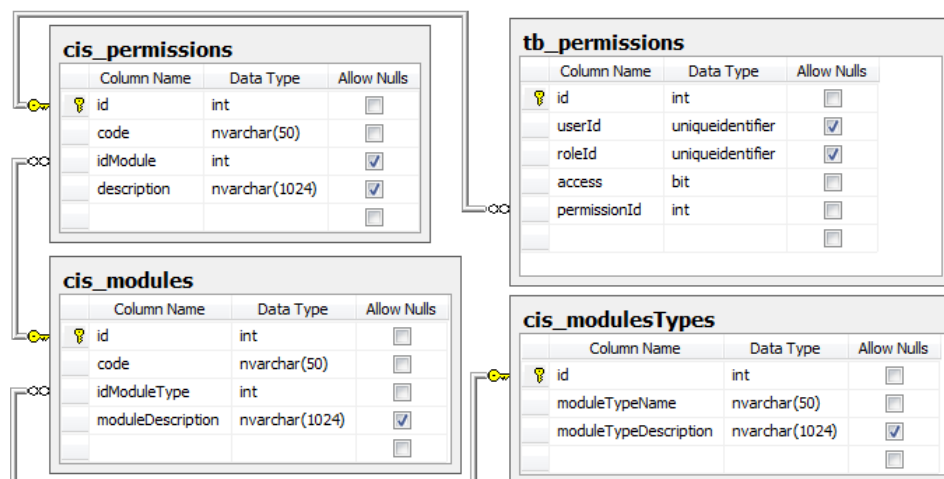 cis_permissions
Column Name Data Type Allow Nulls
id int
code nvarchar(50)
idModule int
description nvarchar(1024)
tb_permissions
Column Name Data Type Allow Nulls
id int
userId uniqueidentifier
roleId uniqueidentifier
access bit
permissionId int
cis_modules
Column Name Data Type Allow Nulls
id int
code nvarchar(50)
idModuleType int
moduleDescription nvarchar(1024)
cis_modulesTypes
Column Name Data Type Allow Nulls
id int
moduleTypeName nvarchar(50)
moduleTypeDescription nvarchar(1024)